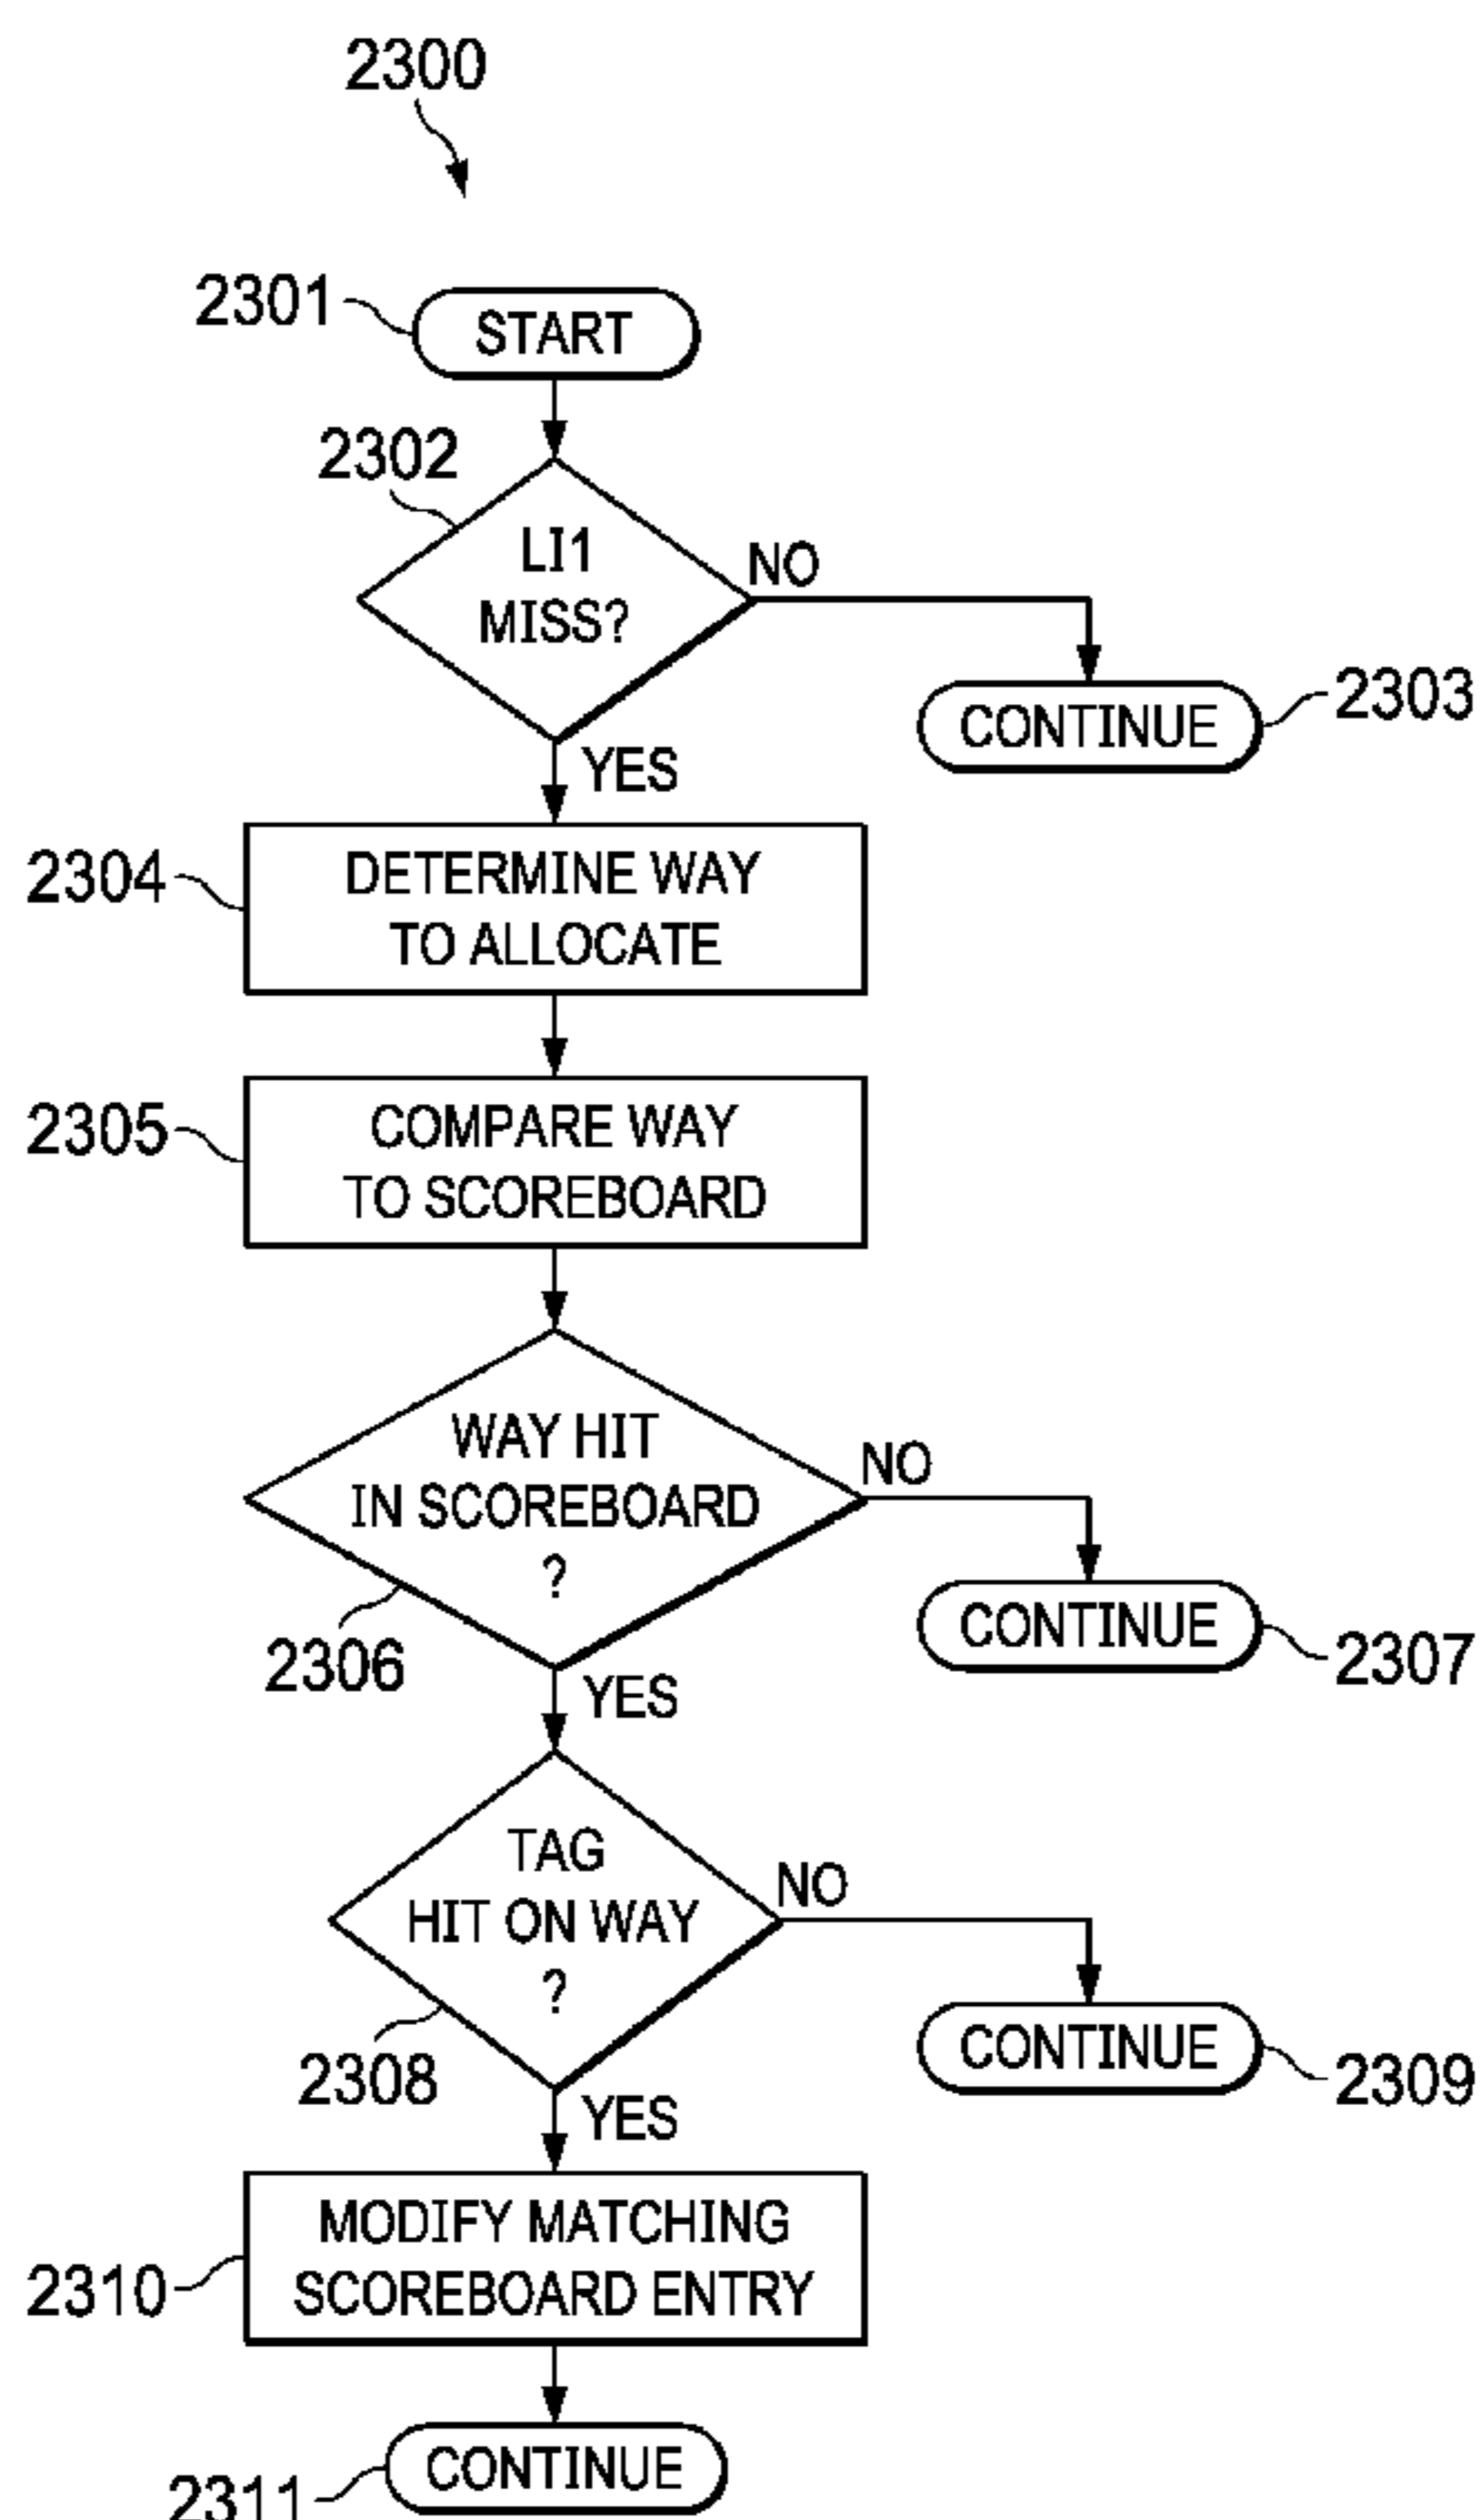 2300
2301
START
2302
LI1
MISS?
NO
2303
CONTINUE
YES
2304
DETERMINE WAY
TO ALLOCATE
2305
COMPARE WAY
TO SCOREBOARD
WAY HIT
IN SCOREBOARD
?
NO
2306
CONTINUE
2307
YES
TAG
HIT ON WAY
?
NO
2308
CONTINUE
2309
YES
2310
MODIFY MATCHING
SCOREBOARD ENTRY
CONTINUE
2311